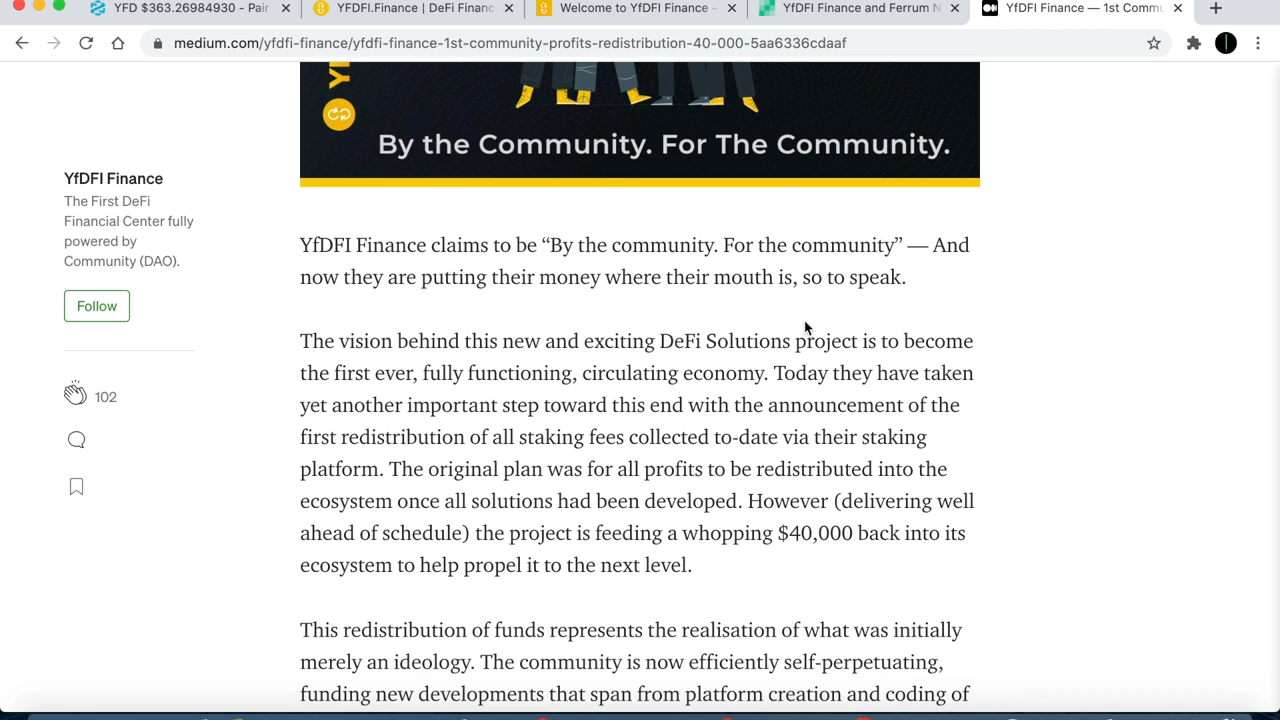 YFD $363.26984930 - Pair
YFDFI.Finance | DeFi Financ
Welcome to YfDFI Finance -
YfDFI Finance and Ferrum N
YfDFI Finance — 1st Commu
medium.com/yfdfi-finance/yfdfi-finance-1st-community-profits-redistribution-40-000-5aa6336cdaaf
By the Community. For The Community.
YfDFI Finance
The First DeFi
Financial Center fully
powered by
Community (DAO).
Follow
102
YfDFI Finance claims to be “By the community. For the community” — And
now they are putting their money where their mouth is, so to speak.
The vision behind this new and exciting DeFi Solutions project is to become
the first ever, fully functioning, circulating economy. Today they have taken
yet another important step toward this end with the announcement of the
first redistribution of all staking fees collected to-date via their staking
platform. The original plan was for all profits to be redistributed into the
ecosystem once all solutions had been developed. However (delivering well
ahead of schedule) the project is feeding a whopping $40,000 back into its
ecosystem to help propel it to the next level.
This redistribution of funds represents the realisation of what was initially
merely an ideology. The community is now efficiently self-perpetuating,
funding new developments that span from platform creation and coding of